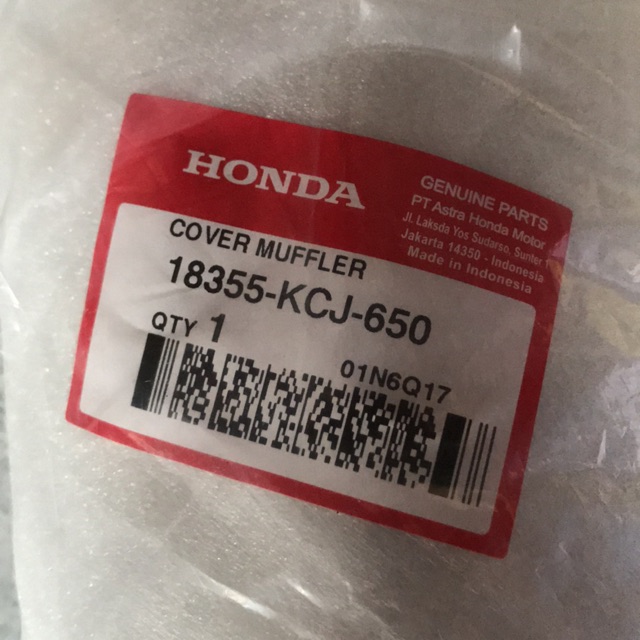 HONDA
GENUINE PARTS
PT Astra Honda Motor
Jl. Laksda Yos Sudarso, Sunter 1
Jakarta 14350 - Indonesia
Made in Indonesia
COVER MUFFLER
18355-KCJ-650
QTY 1
01N6Q17